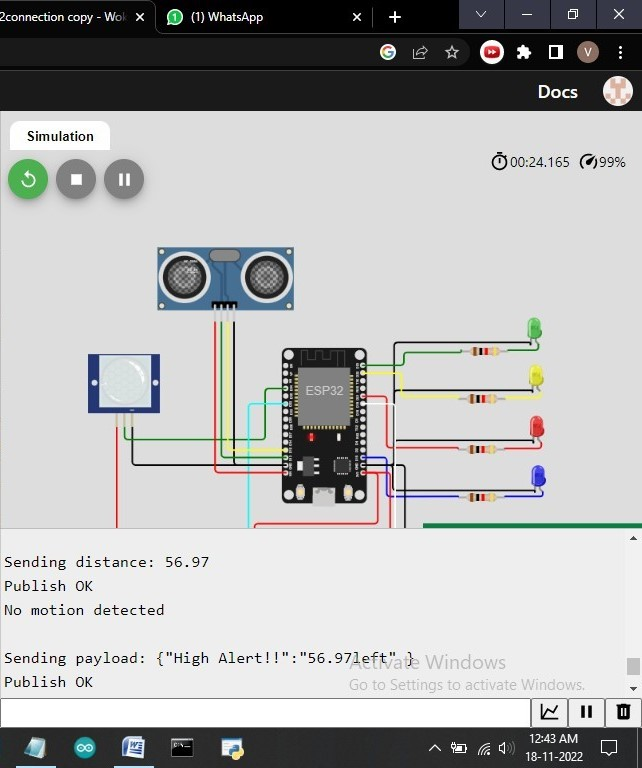 2connection copy - Wok
(1) WhatsApp
1
V
Docs
Simulation
00:24.165
99%
ESP32
Sending distance: 56.97
Publish OK
No motion detected
Sending payload: {"High Alert!!":"56.97left" }
Publish OK
Activate Windows
Go to Settings to activate Windows.
12:43 AM
18-11-2022